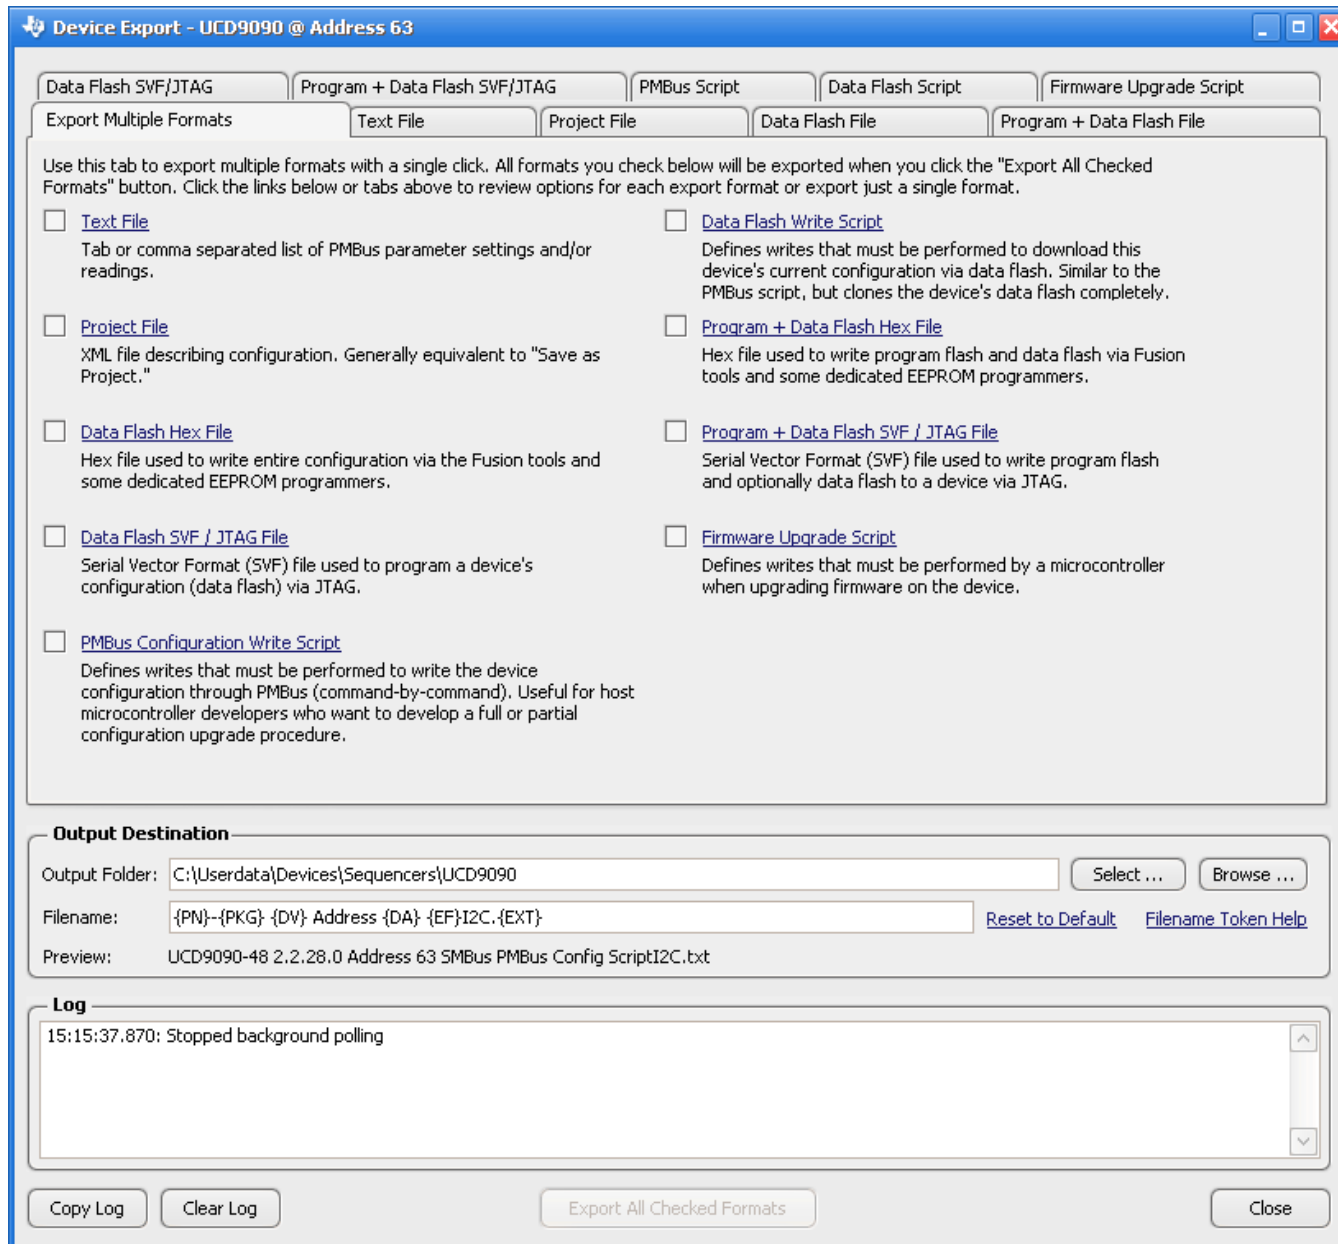 Device Export - UCD9090 @ Address 63
Data Flash SVF/JTAG
Program + Data Flash SVF/JTAG
PMBus Script
Data Flash Script
Firmware Upgrade Script
Export Multiple Formats
Text File
Project File
Data Flash File
Program + Data Flash File
Use this tab to export multiple formats with a single click. All formats you check below will be exported when you click the "Export All Checked
Formats" button. Click the links below or tabs above to review options for each export format or export just a single format.
Text File
Tab or comma separated list of PMBus parameter settings and/or
readings.
Project File
XML file describing configuration. Generally equivalent to "Save as
Project."
Data Flash Hex File
Hex file used to write entire configuration via the Fusion tools and
some dedicated EEPROM programmers.
Data Flash SVF / JTAG File
Serial Vector Format (SVF) file used to program a device's
configuration (data flash) via JTAG.
PMBus Configuration Write Script
Defines writes that must be performed to write the device
configuration through PMBus (command-by-command). Useful for host
microcontroller developers who want to develop a full or partial
configuration upgrade procedure.
Data Flash Write Script
Defines writes that must be performed to download this
device's current configuration via data flash. Similar to the
PMBus script, but clones the device's data flash completely.
Program + Data Flash Hex File
Hex file used to write program flash and data flash via Fusion
tools and some dedicated EEPROM programmers.
Program + Data Flash SVF / JTAG File
Serial Vector Format (SVF) file used to write program flash
and optionally data flash to a device via JTAG.
Firmware Upgrade Script
Defines writes that must be performed by a microcontroller
when upgrading firmware on the device.
Output Destination
Output Folder: C:\Userdata\Devices\Sequencers\UCD9090 Select ... Browse ...
Filename: {PN}-{PKG} {DV} Address {DA} {EF}I2C.{EXT} Reset to Default Filename Token Help
Preview: UCD9090-48 2.2.28.0 Address 63 SMBus PMBus Config ScriptI2C.txt
Log
15:15:37.870: Stopped background polling
Copy Log Clear Log Export All Checked Formats Close